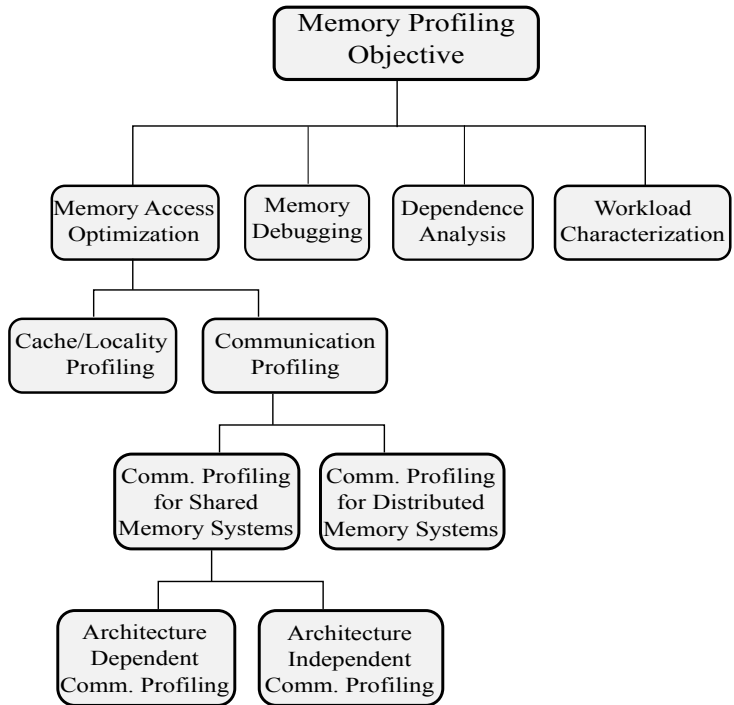 Memory Profiling
Objective
Memory Access
Optimization
Memory
Debugging
Dependence
Analysis
Workload
Characterization
Cache/Locality
Profiling
Communication
Profiling
Comm. Profiling
for Shared
Memory Systems
Comm. Profiling
for Distributed
Memory Systems
Architecture
Dependent
Comm. Profiling
Architecture
Independent
Comm. Profiling